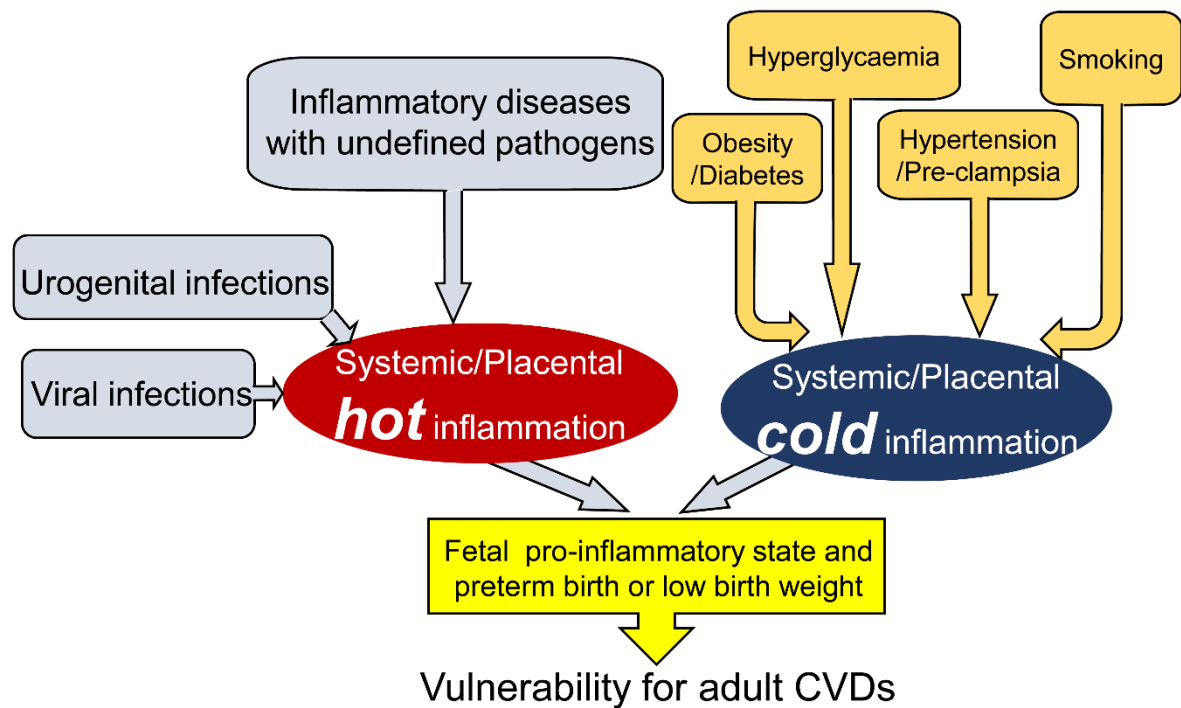 Inflammatory diseases
with undefined pathogens
Hyperglycaemia
Smoking
Obesity
/Diabetes
Hypertension
/Pre-clampsia
Urogenital infections
Viral infections
Systemic/Placental
hot inflammation
Systemic/Placental
cold inflammation
Fetal pro-inflammatory state and
preterm birth or low birth weight
Vulnerability for adult CVDs